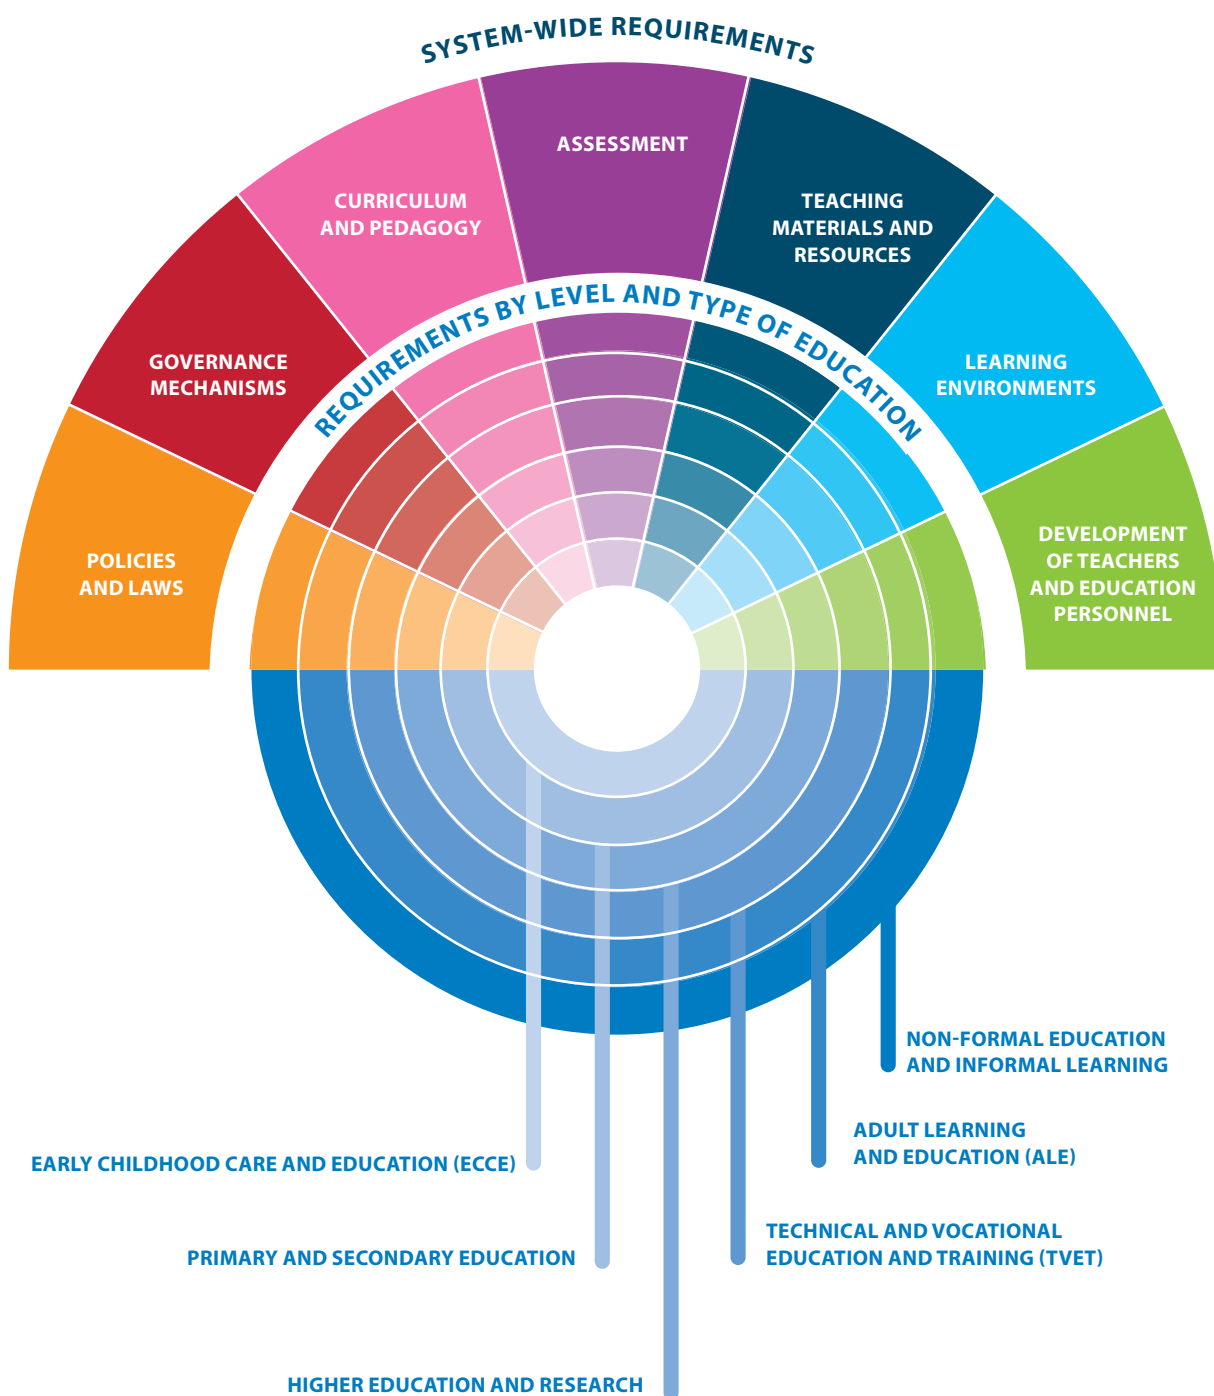 SYSTEM-WIDE REQUIREMENTS
POLICIES
AND LAWS
GOVERNANCE
MECHANISMS
CURRICULUM
AND PEDAGOGY
ASSESSMENT
TEACHING
MATERIALS AND
RESOURCES
LEARNING
ENVIRONMENTS
DEVELOPMENT
OF TEACHERS
AND EDUCATION
PERSONNEL
REQUIREMENTS BY LEVEL AND TYPE OF EDUCATION
NON-FORMAL EDUCATION
AND INFORMAL LEARNING
ADULT LEARNING
AND EDUCATION (ALE)
EARLY CHILDHOOD CARE AND EDUCATION (ECCE)
TECHNICAL AND VOCATIONAL
EDUCATION AND TRAINING (TVET)
PRIMARY AND SECONDARY EDUCATION
HIGHER EDUCATION AND RESEARCH